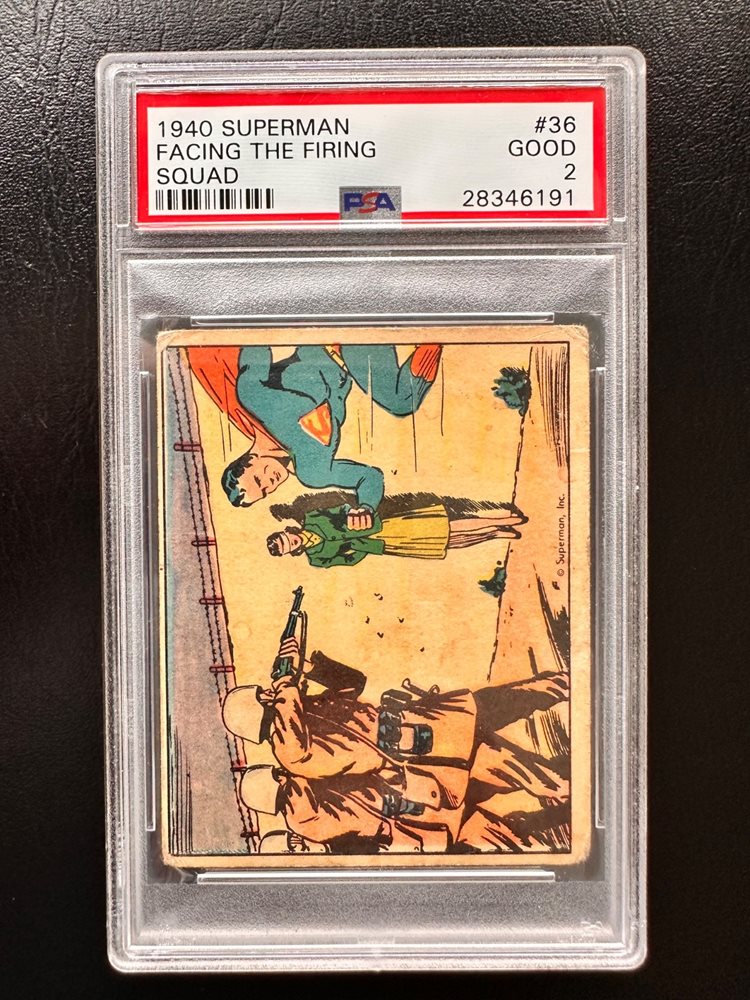 1940 SUPERMAN #36
FACING THE FIRING GOOD
SQUAD 2
PSA 28346191
S
© Superman, Inc.